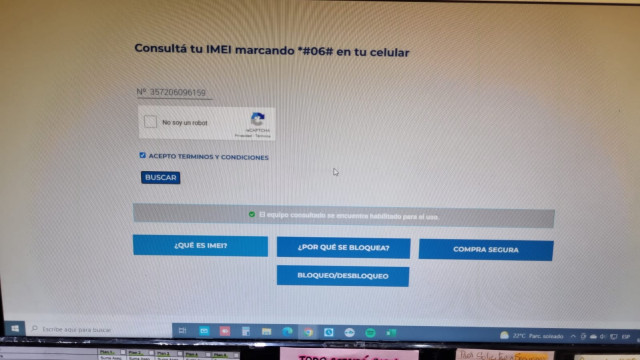 Consultá tu IMEI marcando *#06# en tu celular
Nº 357206096159
No soy un robot
reCAPTCHA
Privacidad - Términos
ACEPTO TERMINOS Y CONDICIONES
BUSCAR
El equipo consultado se encuentra habilitado para el uso.
¿QUÉ ES IMEI?
¿POR QUÉ SE BLOQUEA?
COMPRA SEGURA
BLOQUEO/DESBLOQUEO
Escribe aquí para buscar
22°C Parc. soleado
ESP